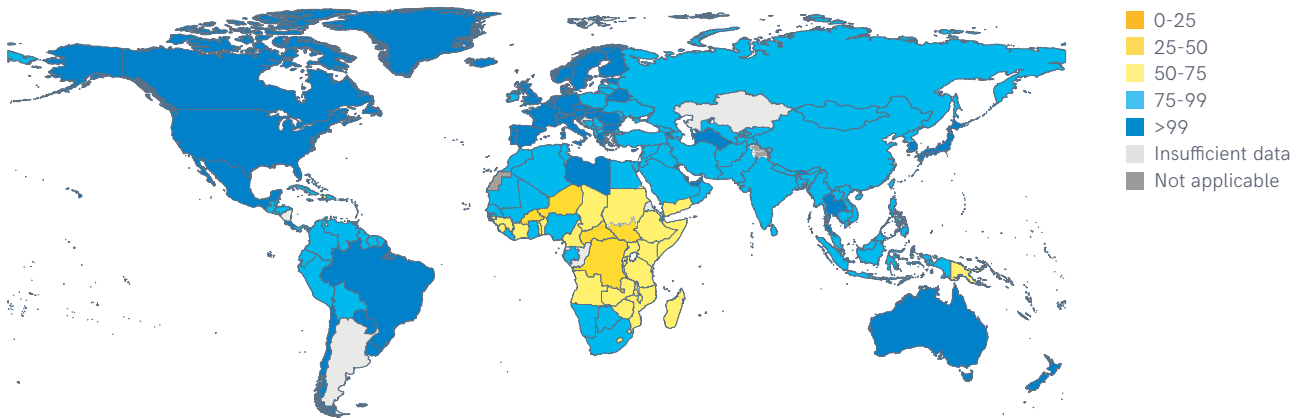 0-25
25-50
50-75
75-99
>99
Insufficient data
Not applicable